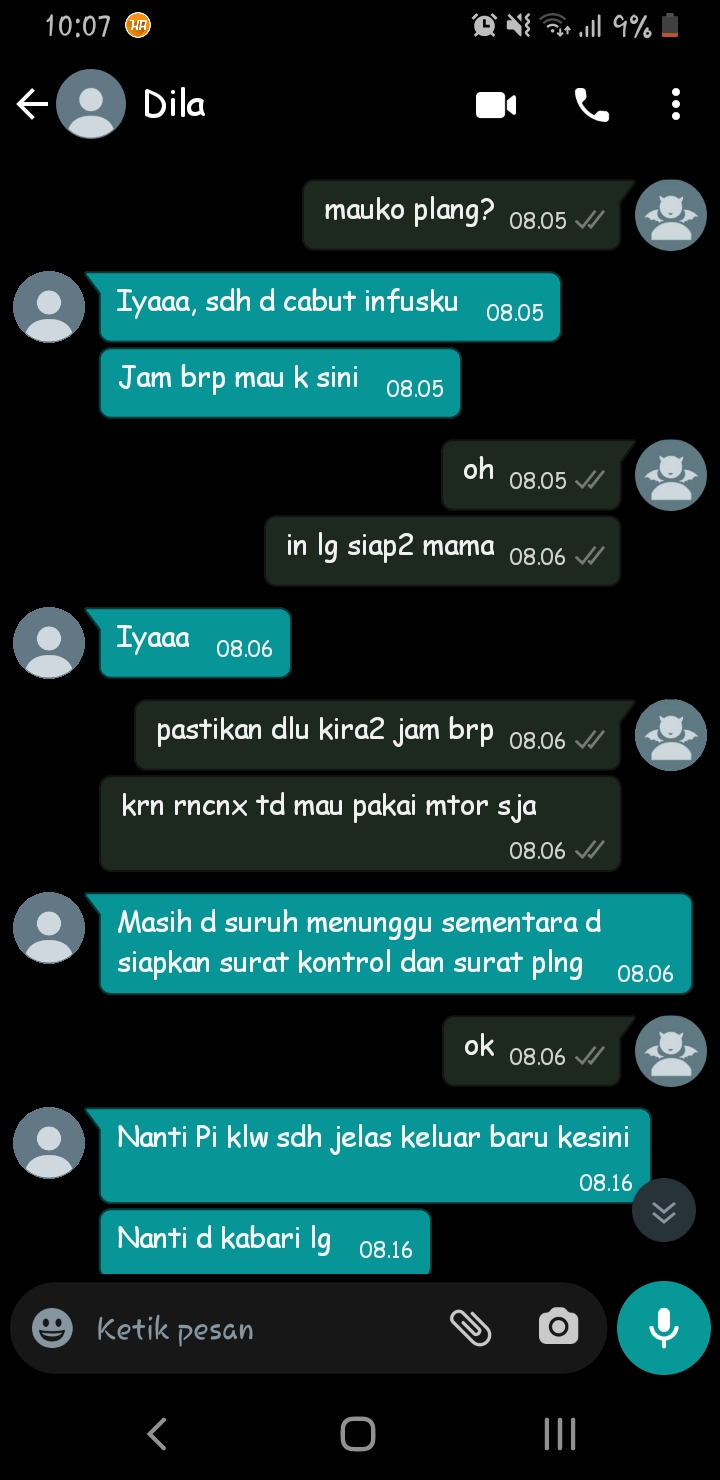 10:07 HA 9%
Dila
mauko plang? 08.05
Iyaaa, sdh d cabut infusku 08.05
Jam brp mau k sini 08.05
oh 08.05
in lg siap2 mama 08.06
Iyaaa 08.06
pastikan dlu kira2 jam brp 08.06
krn rncnx td mau pakai mtor sja
08.06
Masih d suruh menunggu sementara d
siapkan surat kontrol dan surat plng 08.06
ok 08.06
Nanti Pi klw sdh jelas keluar baru kesini
08.16
Nanti d kabari lg 08.16
Ketik pesan